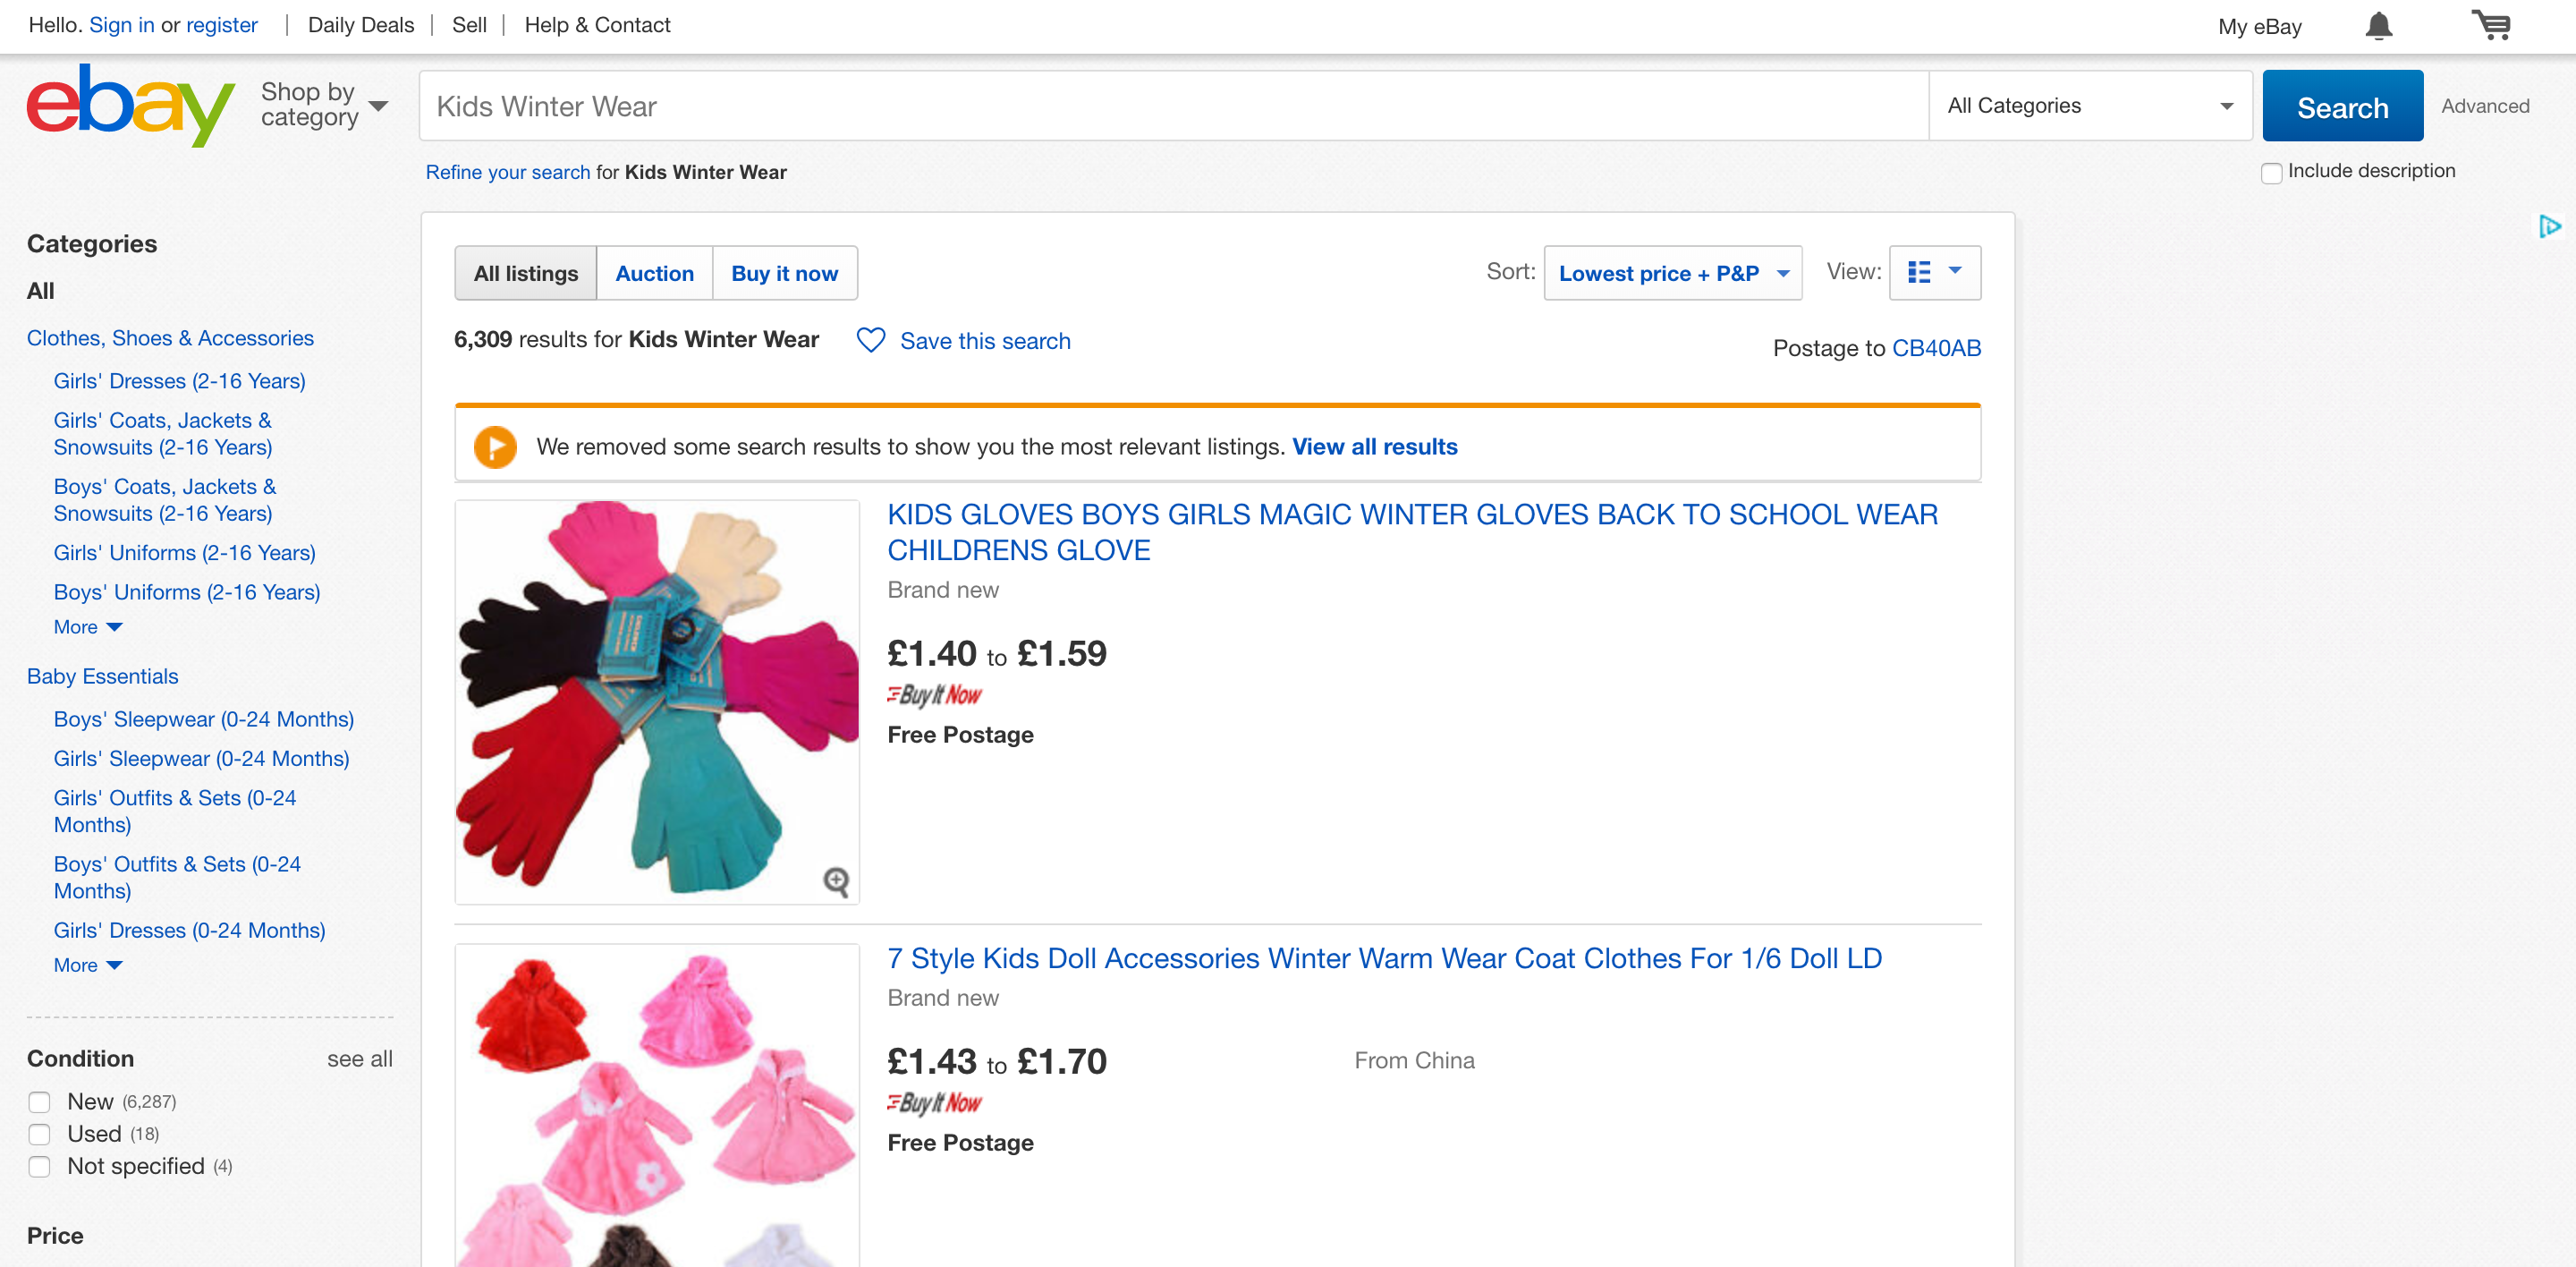 Hello. Sign in or register | Daily Deals | Sell | Help & Contact
My eBay
ebay
Shop by
category
Kids Winter Wear
All Categories
Search
Advanced
Refine your search for Kids Winter Wear
Include description
Categories
All
Clothes, Shoes & Accessories
Girls' Dresses (2-16 Years)
Girls' Coats, Jackets &
Snowsuits (2-16 Years)
Boys' Coats, Jackets &
Snowsuits (2-16 Years)
Girls' Uniforms (2-16 Years)
Boys' Uniforms (2-16 Years)
More
Baby Essentials
Boys' Sleepwear (0-24 Months)
Girls' Sleepwear (0-24 Months)
Girls' Outfits & Sets (0-24
Months)
Boys' Outfits & Sets (0-24
Months)
Girls' Dresses (0-24 Months)
More
Condition
see all
New (6,287)
Used (18)
Not specified (4)
Price
All listings
Auction
Buy it now
Sort: Lowest price + P&P
View:
6,309 results for Kids Winter Wear
Save this search
Postage to CB40AB
We removed some search results to show you the most relevant listings. View all results
KIDS GLOVES BOYS GIRLS MAGIC WINTER GLOVES BACK TO SCHOOL WEAR
CHILDRENS GLOVE
Brand new
£1.40 to £1.59
Buy It Now
Free Postage
7 Style Kids Doll Accessories Winter Warm Wear Coat Clothes For 1/6 Doll LD
Brand new
£1.43 to £1.70
From China
Buy It Now
Free Postage